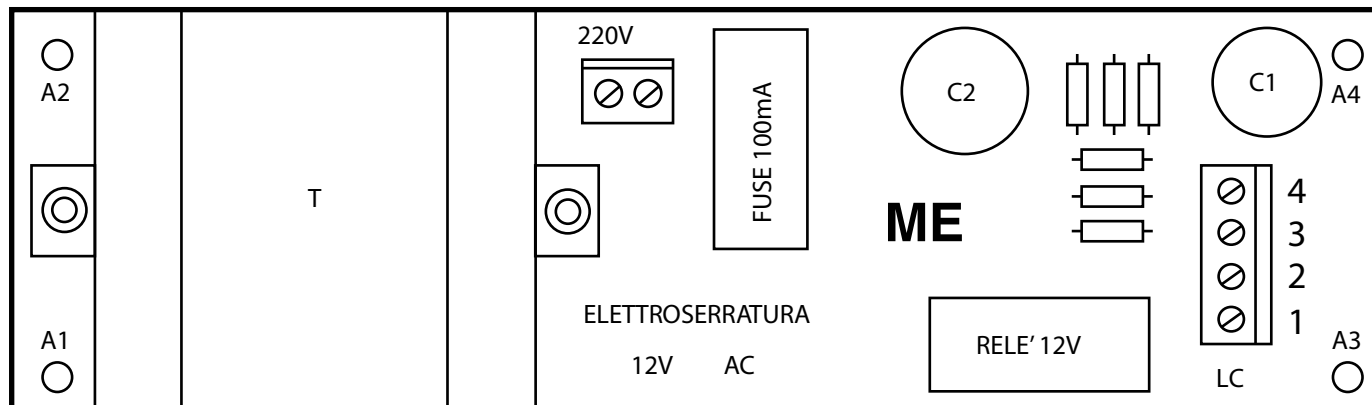 220V
A2
T
FUSE 100mA
C2
C1
A4
ME
4
3
2
1
ELETTROSERRATURA
12V AC
RELE’ 12V
A1
LC
A3